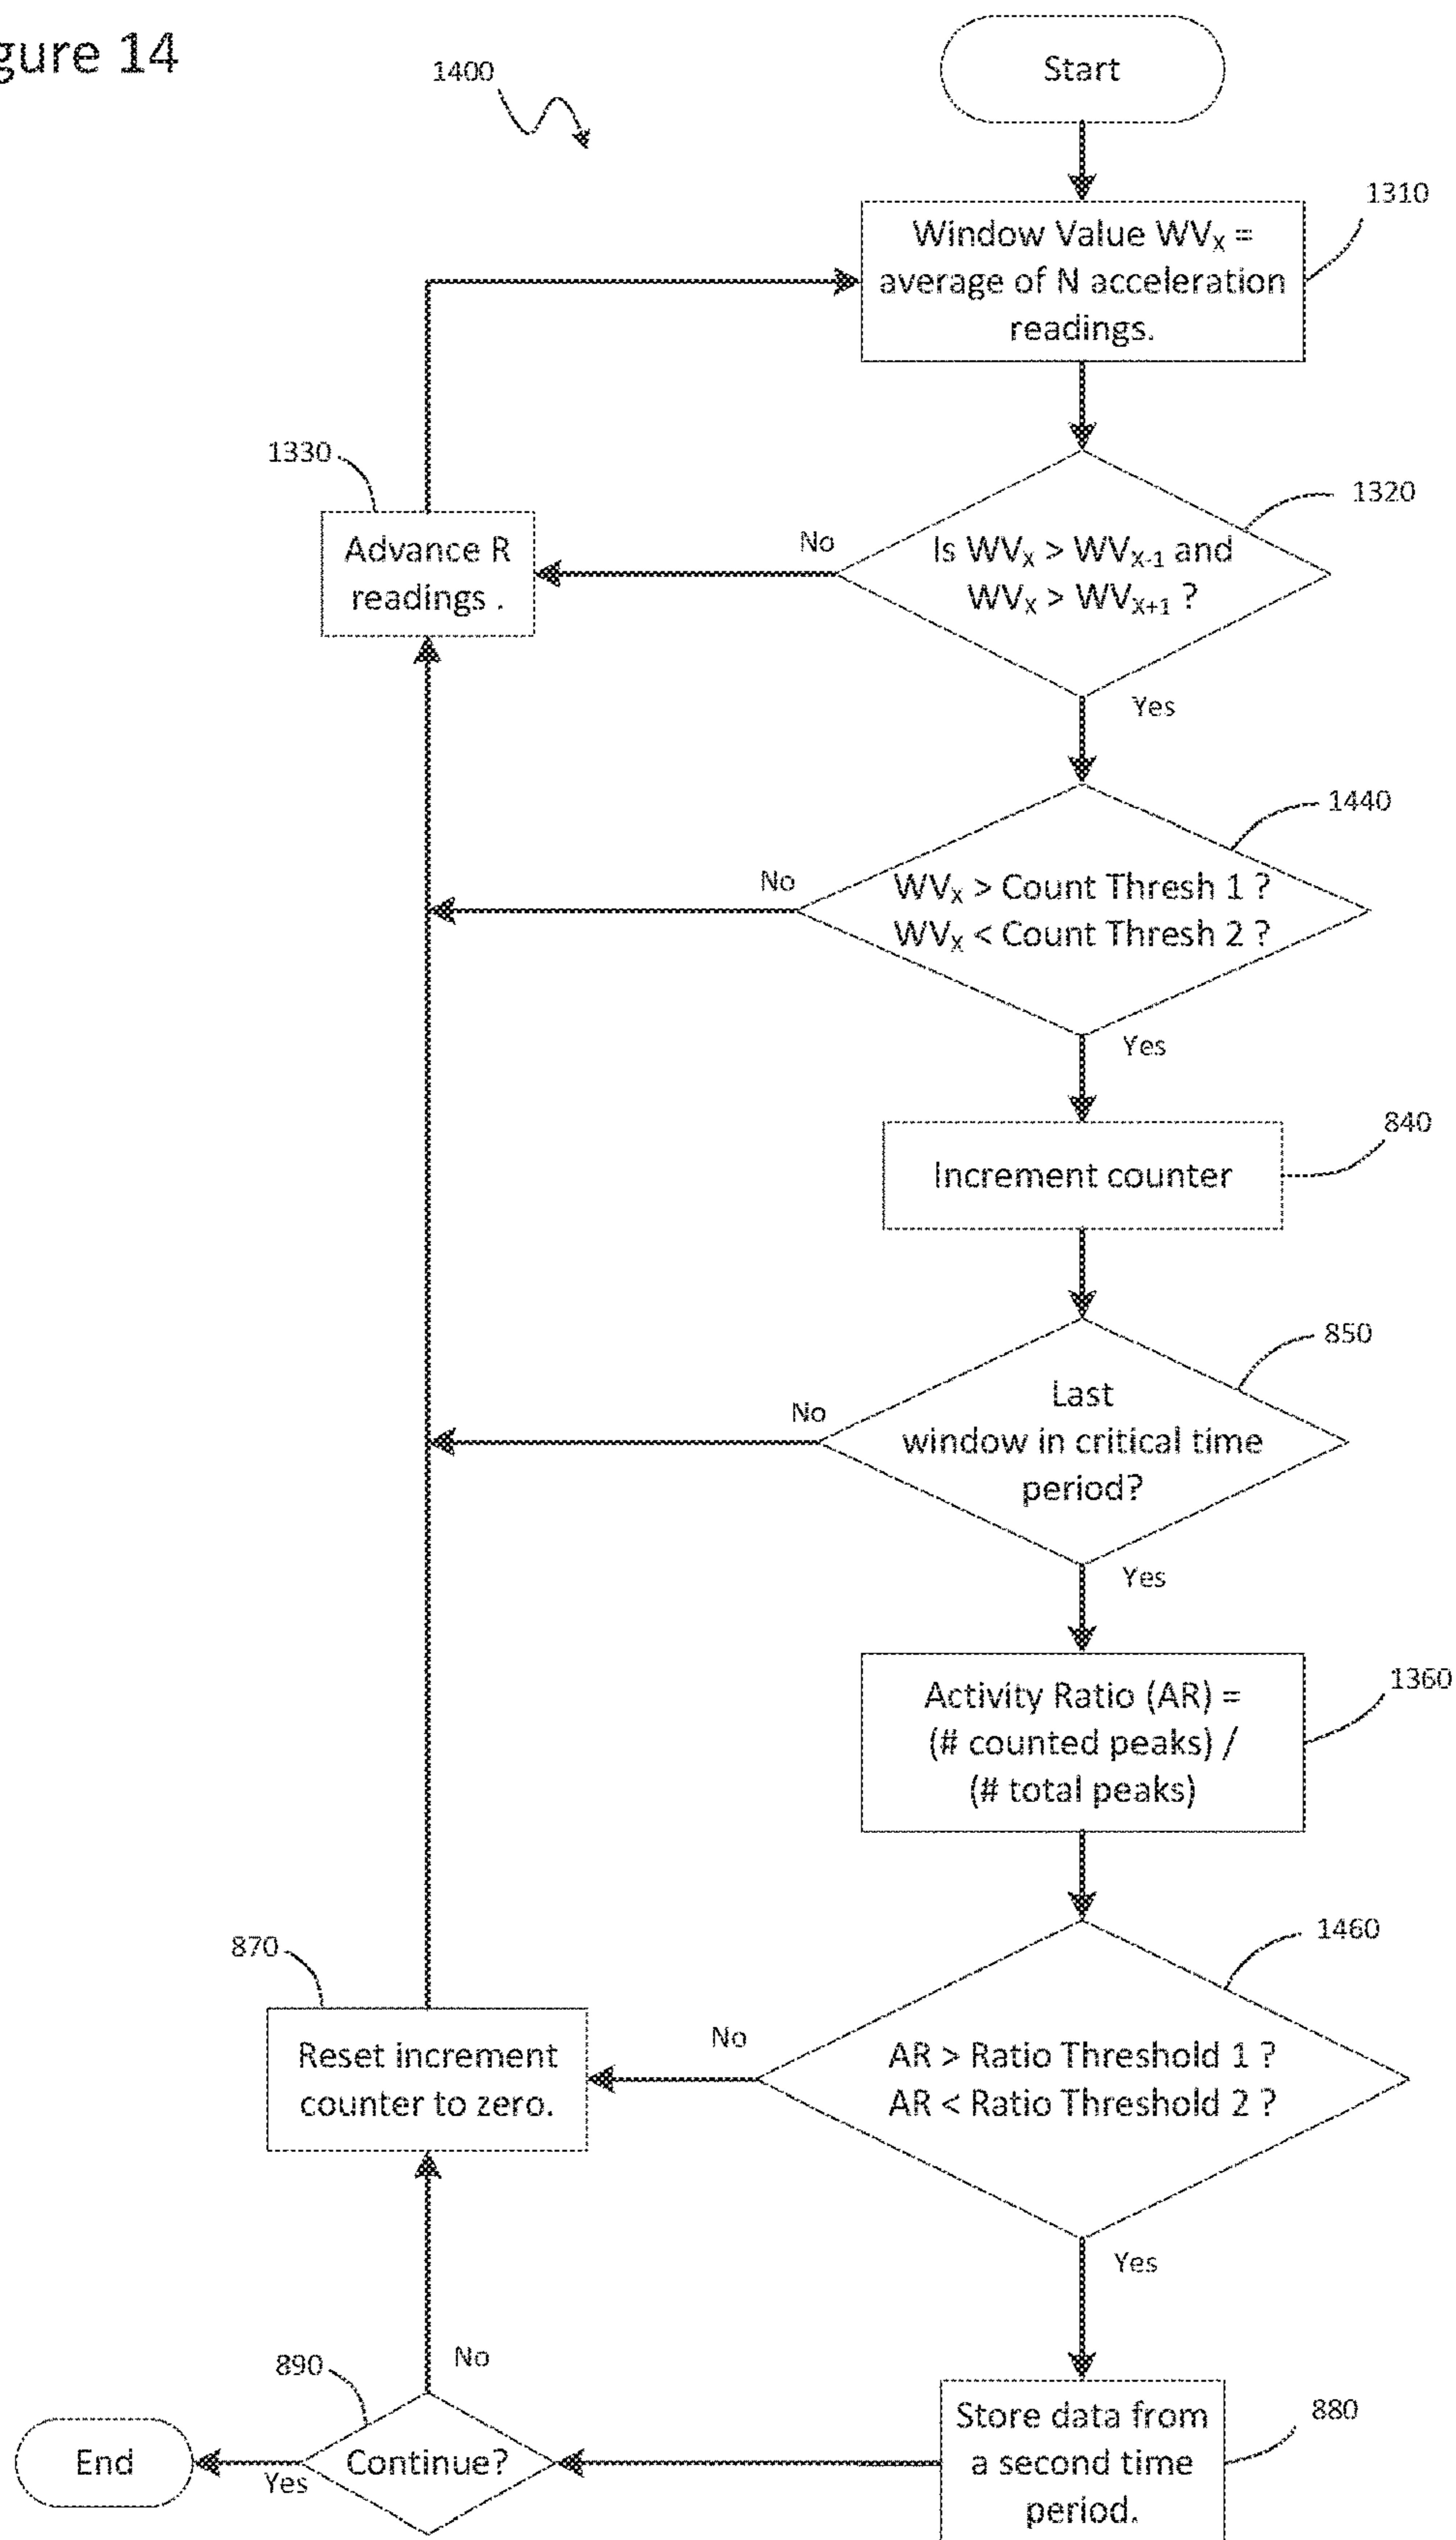 gure 14
1400
Start
1310
Window Value WVX =
average of N acceleration
readings.
1330
Advance R
readings .
No
1320
Is WVX > WVX-1 and
WVX > WVX+1 ?
Yes
1440
No
WVX > Count Thresh 1 ?
WVX < Count Thresh 2 ?
Yes
840
Increment counter
850
No
Last
window in critical time
period?
Yes
1360
Activity Ratio (AR) =
(# counted peaks) /
(# total peaks)
870
Reset increment
counter to zero.
No
1460
AR > Ratio Threshold 1 ?
AR < Ratio Threshold 2 ?
Yes
890
No
End
Yes
Continue?
880
Store data from
a second time
period.